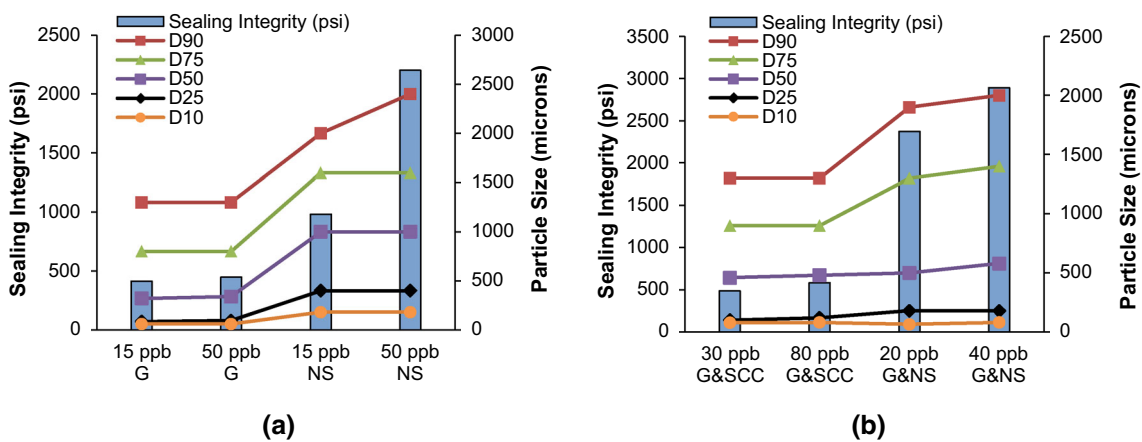 Sealing Integrity (psi)
D90
D75
D50
D25
D10
Sealing Integrity (psi)
2500
2000
1500
1000
500
0
3000
2500
2000
1500
1000
500
0
Particle Size (microns)
15 ppb
G
50 ppb
G
15 ppb
NS
50 ppb
NS
(a)
Sealing Integrity (psi)
D90
D75
D50
D25
D10
Sealing Integrity (psi)
3500
3000
2500
2000
1500
1000
500
0
2500
2000
1500
1000
500
0
Particle Size (microns)
30 ppb
G&SCC
80 ppb
G&SCC
20 ppb
G&NS
40 ppb
G&NS
(b)